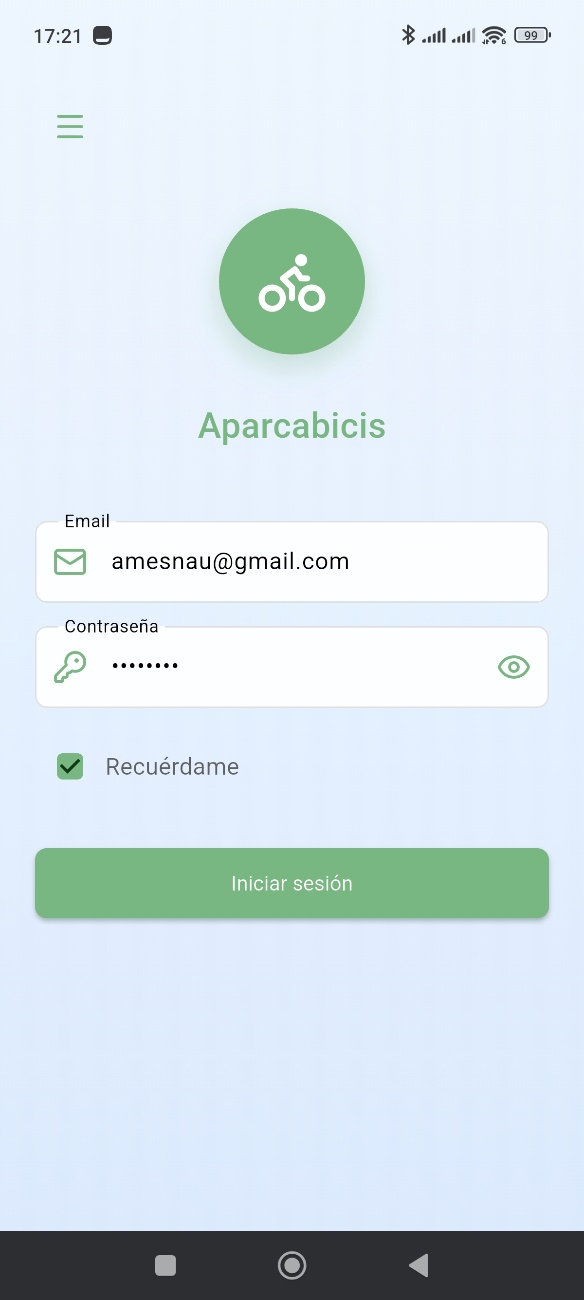 17:21
99
Aparcabicis
Email
amesnau@gmail.com
Contraseña
••••••••
Recuérdame
Iniciar sesión